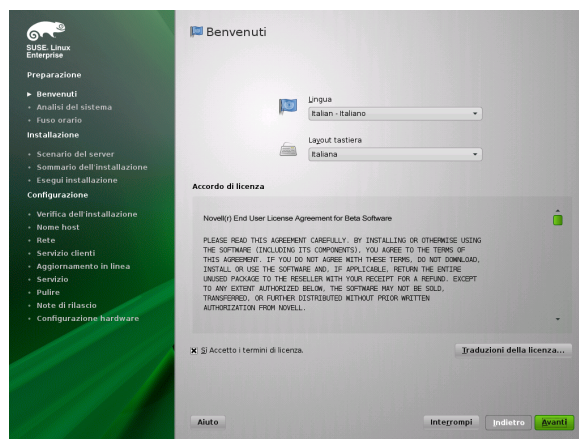 SUSE. Linux
Enterprise
Preparazione
Benvenuti
Analisi del sistema
Fuso orario
Installazione
Scenario del server
Sommario dell'installazione
Esegui installazione
Configurazione
Verifica dell'installazione
Nome host
Rete
Servizio clienti
Aggiornamento in linea
Servizio
Pulire
Note di rilascio
Configurazione hardware
Benvenuti
Lingua
Italian - Italiano
Layout tastiera
Italiana
Accordo di licenza
Novell(r) End User License Agreement for Beta Software
PLEASE READ THIS AGREEMENT CAREFULLY. BY INSTALLING OR OTHERWISE USING
THE SOFTWARE (INCLUDING ITS COMPONENTS), YOU AGREE TO THE TERMS OF
THIS AGREEMENT. IF YOU DO NOT AGREE WITH THESE TERMS, DO NOT DOWNLOAD,
INSTALL OR USE THE SOFTWARE AND, IF APPLICABLE, RETURN THE ENTIRE
UNUSED PACKAGE TO THE RESELLER WITH YOUR RECEIPT FOR A REFUND. EXCEPT
TO ANY EXTENT AUTHORIZED BELOW, THE SOFTWARE MAY NOT BE SOLD,
TRANSFERRED, OR FURTHER DISTRIBUTED WITHOUT PRIOR WRITTEN
AUTHORIZATION FROM NOVELL.
Sì Accetto i termini di licenza.
Traduzioni della licenza...
Aiuto
Interrompi
Indietro
Avanti